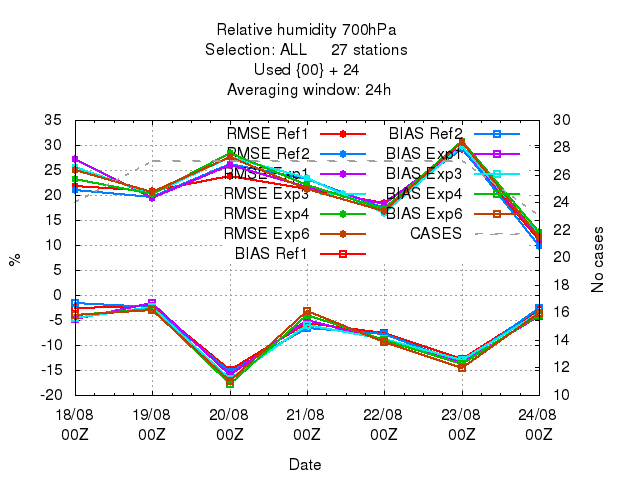 Relative humidity 700hPa
Selection: ALL 27 stations
Used {00} + 24
Averaging window: 24h
35
30
25
20
15
10
5
0
-5
-10
-15
-20
%
30
28
26
24
22
20
18
16
14
12
10
No cases
RMSE Ref1
RMSE Ref2
RMSE Exp1
RMSE Exp3
RMSE Exp4
RMSE Exp6
BIAS Ref1
BIAS Ref2
BIAS Exp1
BIAS Exp3
BIAS Exp4
BIAS Exp6
CASES
18/08 19/08 20/08 21/08 22/08 23/08 24/08
00Z 00Z 00Z 00Z 00Z 00Z 00Z
Date